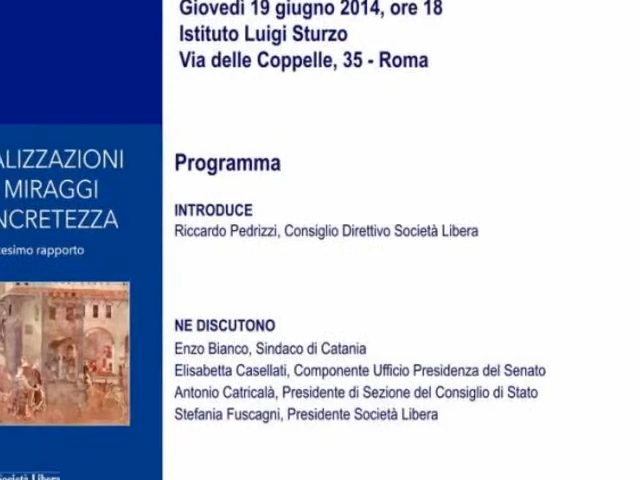 Giovedì 19 giugno 2014, ore 18
Istituto Luigi Sturzo
Via delle Coppelle, 35 - Roma
ALIZZAZIONI
MIRAGGI
NCRETEZZA
esimo rapporto
Società Libera
Programma
INTRODUCE
Riccardo Pedrizzi, Consiglio Direttivo Società Libera
NE DISCUTONO
Enzo Bianco, Sindaco di Catania
Elisabetta Casellati, Componente Ufficio Presidenza del Senato
Antonio Catricalà, Presidente di Sezione del Consiglio di Stato
Stefania Fuscagni, Presidente Società Libera